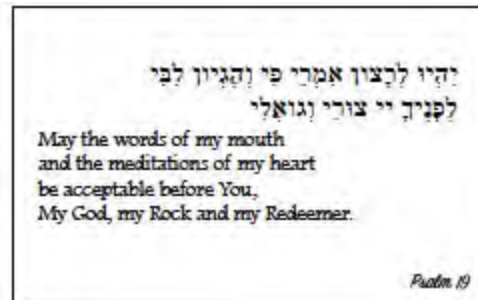 יִהְיוּ לְרָצוֹן אִמְרֵי פִי וְהֶגְיוֹן לִבִּי
לְפָנֶיךָ יי צוּרִי וְגוֹאֲלִי
May the words of my mouth
and the meditations of my heart
be acceptable before You,
My God, my Rock and my Redeemer.
Psalm 19